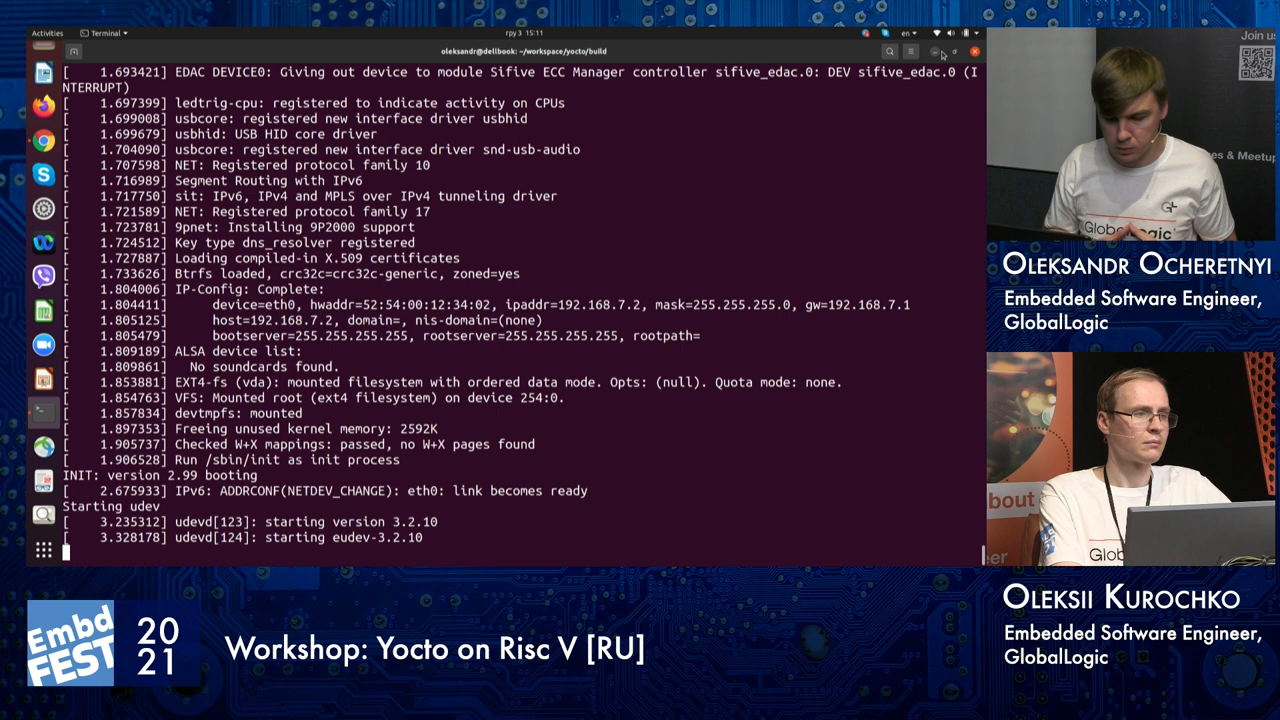 Activities
Terminal
гру 3 15:11
en
oleksandr@dellbook: ~/workspace/yocto/build
[    1.693421] EDAC DEVICE0: Giving out device to module Sifive ECC Manager controller sifive_edac.0: DEV sifive_edac.0 (I
NTERRUPT)
[    1.697399] ledtrig-cpu: registered to indicate activity on CPUs
[    1.699008] usbcore: registered new interface driver usbhid
[    1.699679] usbhid: USB HID core driver
[    1.704090] usbcore: registered new interface driver snd-usb-audio
[    1.707598] NET: Registered protocol family 10
[    1.716989] Segment Routing with IPv6
[    1.717750] sit: IPv6, IPv4 and MPLS over IPv4 tunneling driver
[    1.721589] NET: Registered protocol family 17
[    1.723781] 9pnet: Installing 9P2000 support
[    1.724512] Key type dns_resolver registered
[    1.727887] Loading compiled-in X.509 certificates
[    1.733626] Btrfs loaded, crc32c=crc32c-generic, zoned=yes
[    1.804006] IP-Config: Complete:
[    1.804411]      device=eth0, hwaddr=52:54:00:12:34:02, ipaddr=192.168.7.2, mask=255.255.255.0, gw=192.168.7.1
[    1.805125]      host=192.168.7.2, domain=, nis-domain=(none)
[    1.805479]      bootserver=255.255.255.255, rootserver=255.255.255.255, rootpath=
[    1.809189] ALSA device list:
[    1.809861]   No soundcards found.
[    1.853881] EXT4-fs (vda): mounted filesystem with ordered data mode. Opts: (null). Quota mode: none.
[    1.854763] VFS: Mounted root (ext4 filesystem) on device 254:0.
[    1.857834] devtmpfs: mounted
[    1.897353] Freeing unused kernel memory: 2592K
[    1.905737] Checked W+X mappings: passed, no W+X pages found
[    1.906528] Run /sbin/init as init process
INIT: version 2.99 booting
[    2.675933] IPv6: ADDRCONF(NETDEV_CHANGE): eth0: link becomes ready
Starting udev
[    3.235312] udevd[123]: starting version 3.2.10
[    3.328178] udevd[124]: starting eudev-3.2.10
Join us
es & Meetup
G+
GlobalLogic
OLEKSANDR OCHERETNYI
Embedded Software Engineer,
GlobalLogic
bout
eer
Glob
OLEKSII KUROCHKO
Embedded Software Engineer,
GlobalLogic
Embd
FEST
20
21
Workshop: Yocto on Risc V [RU]